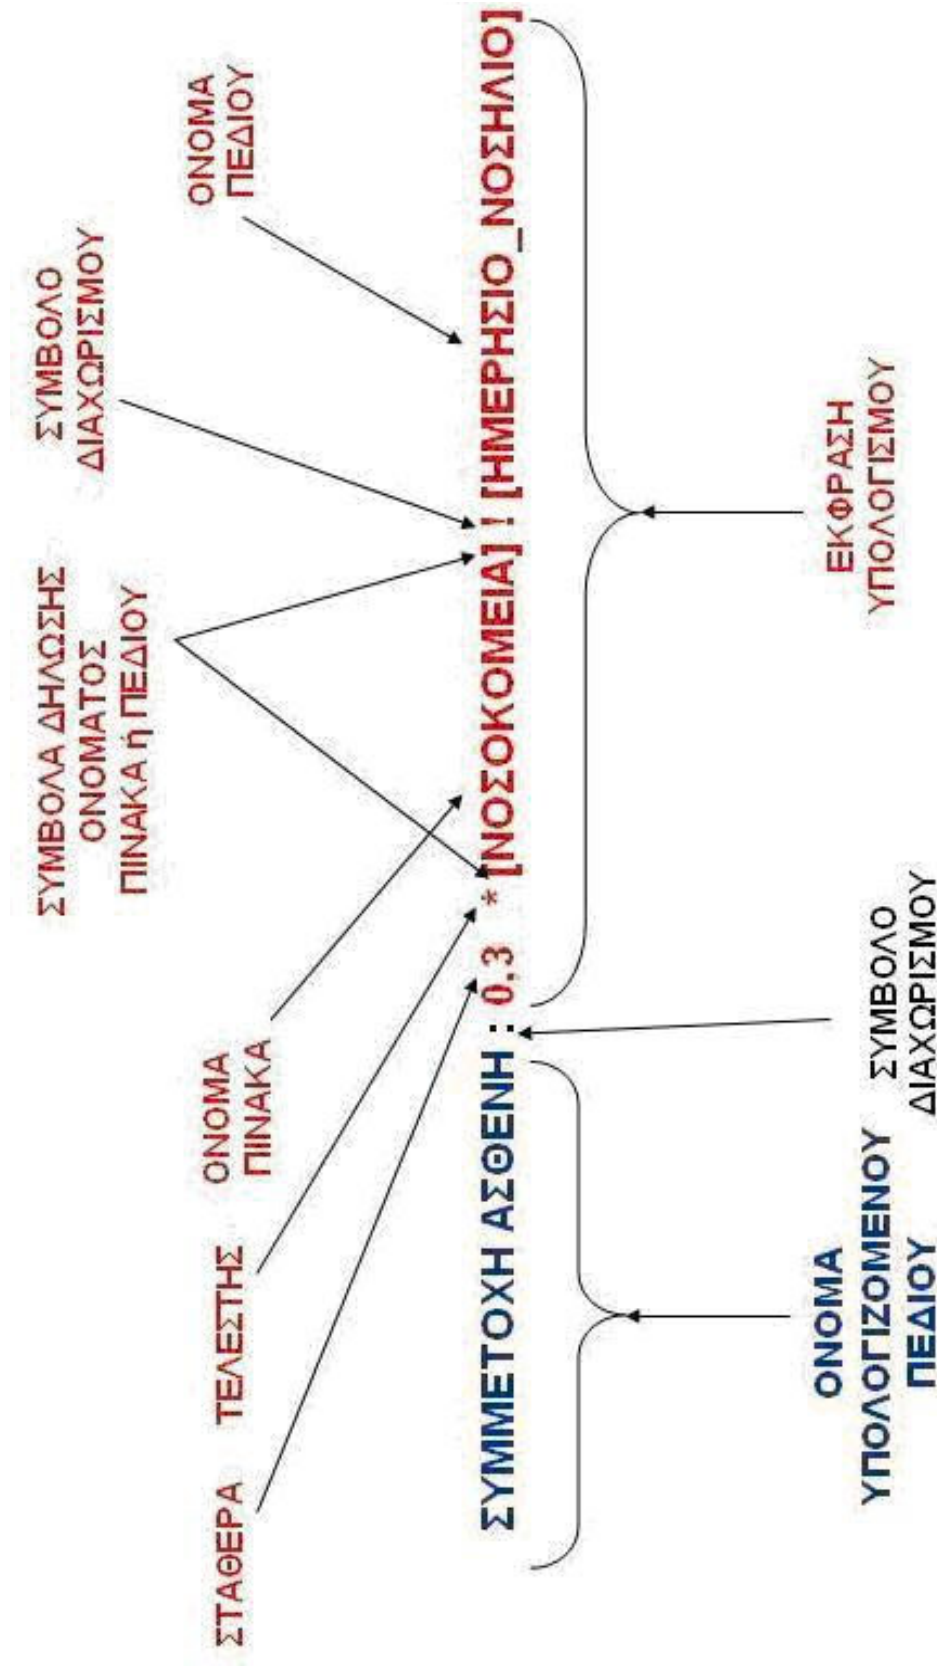 ΣΥΜΒΟΛΑ ΔΗΛΩΣΗΣ
ΟΝΟΜΑΤΟΣ
ΠΙΝΑΚΑ ή ΠΕΔΙΟΥ
ΣΥΜΒΟΛΟ
ΔΙΑΧΩΡΙΣΜΟΥ
ΣΤΑΘΕΡΑ
ΤΕΛΕΣΤΗΣ
ΟΝΟΜΑ
ΠΙΝΑΚΑ
ΟΝΟΜΑ
ΠΕΔΙΟΥ
ΣΥΜΜΕΤΟΧΗ ΑΣΘΕΝΗ : 0,3 * [ΝΟΣΟΚΟΜΕΙΑ] ! [ΗΜΕΡΗΣΙΟ_ΝΟΣΗΛΙΟ]
ΟΝΟΜΑ
ΥΠΟΛΟΓΙΖΟΜΕΝΟΥ
ΠΕΔΙΟΥ
ΣΥΜΒΟΛΟ
ΔΙΑΧΩΡΙΣΜΟΥ
ΕΚΦΡΑΣΗ
ΥΠΟΛΟΓΙΣΜΟΥ